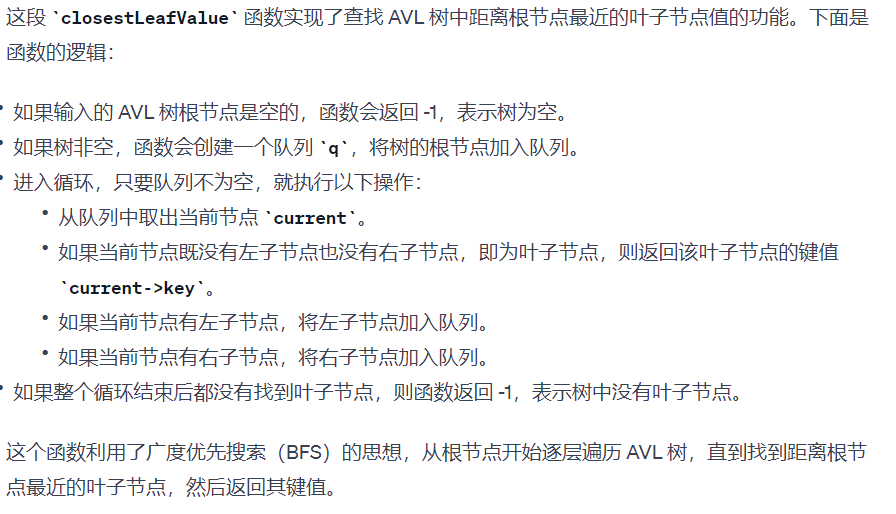 这段 `closestLeafValue` 函数实现了查找 AVL 树中距离根节点最近的叶子节点值的功能。下面是
函数的逻辑：
• 如果输入的 AVL 树根节点是空的，函数会返回 -1，表示树为空。
• 如果树非空，函数会创建一个队列 `q`，将树的根节点加入队列。
• 进入循环，只要队列不为空，就执行以下操作：
• 从队列中取出当前节点 `current`。
• 如果当前节点既没有左子节点也没有右子节点，即为叶子节点，则返回该叶子节点的键值
`current->key`。
• 如果当前节点有左子节点，将左子节点加入队列。
• 如果当前节点有右子节点，将右子节点加入队列。
• 如果整个循环结束后都没有找到叶子节点，则函数返回 -1，表示树中没有叶子节点。
这个函数利用了广度优先搜索（BFS）的思想，从根节点开始逐层遍历 AVL 树，直到找到距离根节
点最近的叶子节点，然后返回其键值。